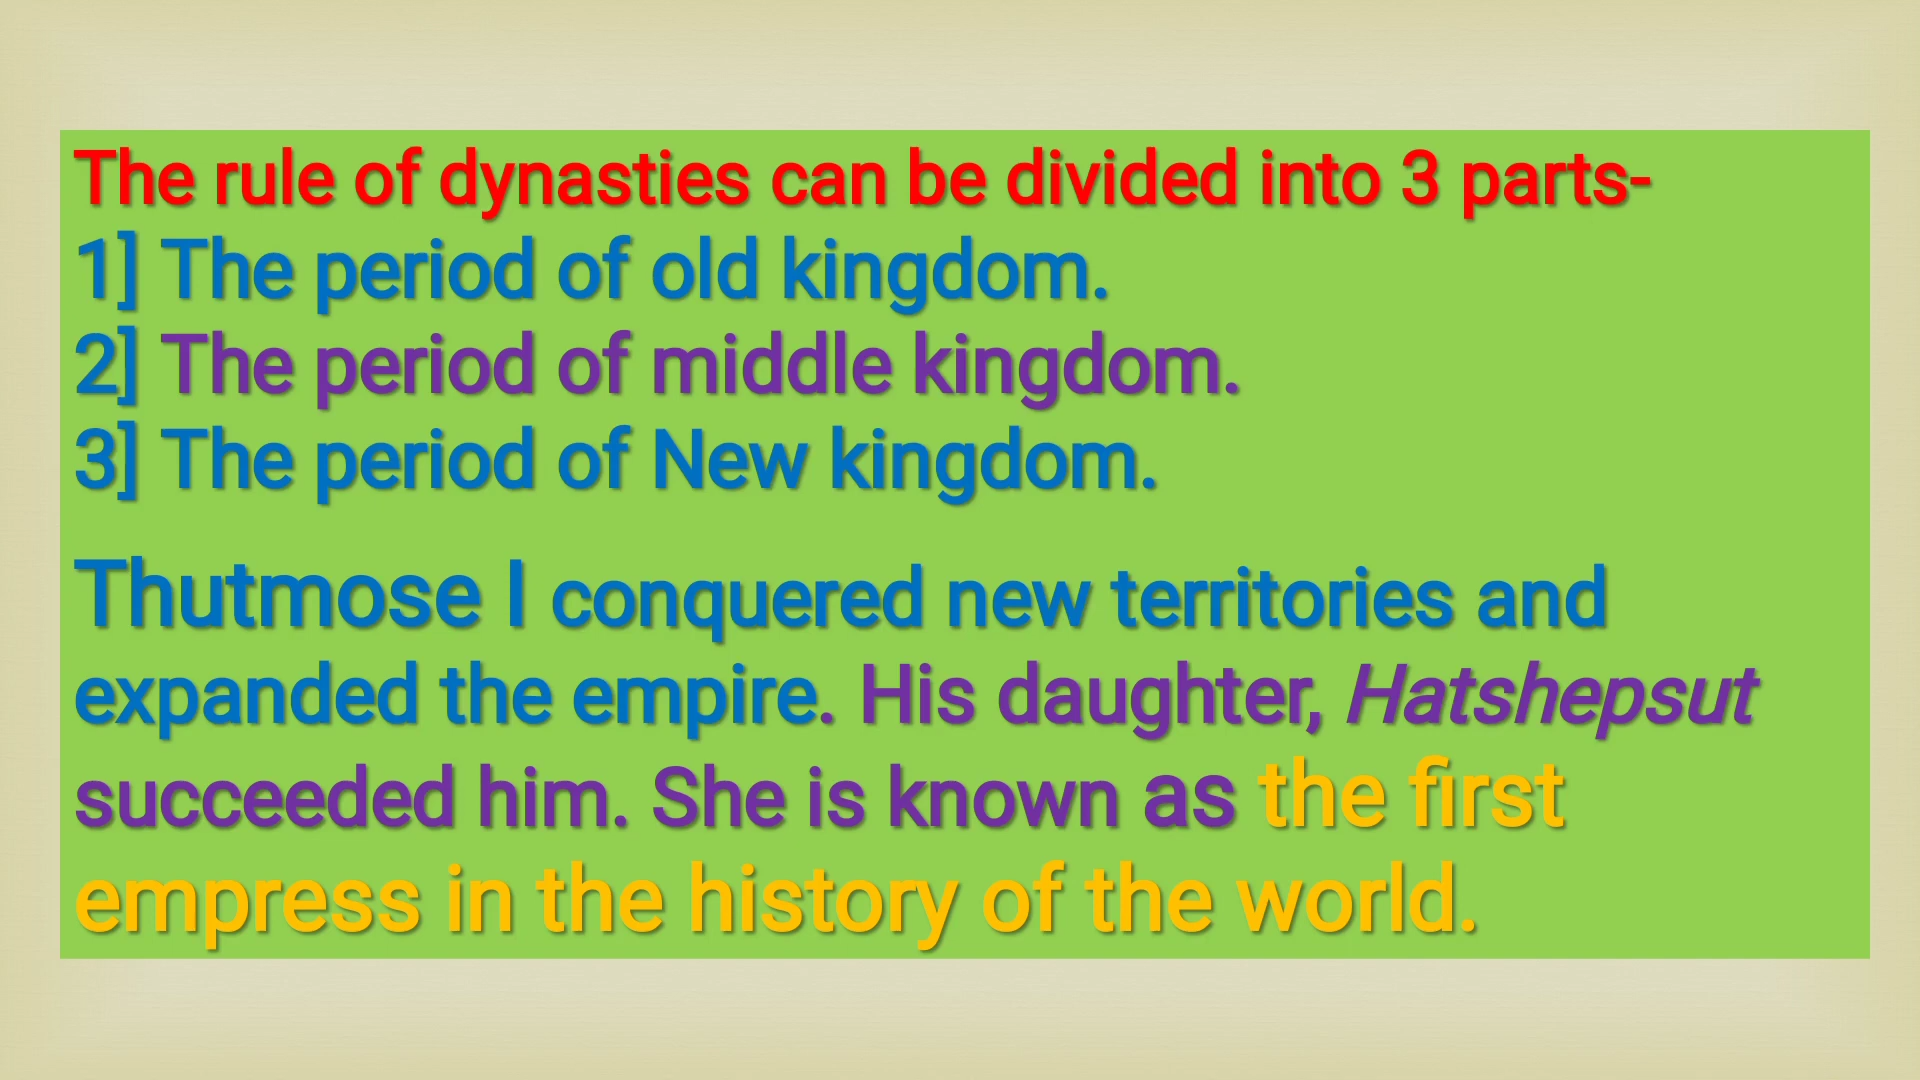 The rule of dynasties can be divided into 3 parts-
1] The period of old kingdom.
2] The period of middle kingdom.
3] The period of New kingdom.
Thutmose I conquered new territories and
expanded the empire. His daughter, Hatshepsut
succeeded him. She is known as the first
empress in the history of the world.